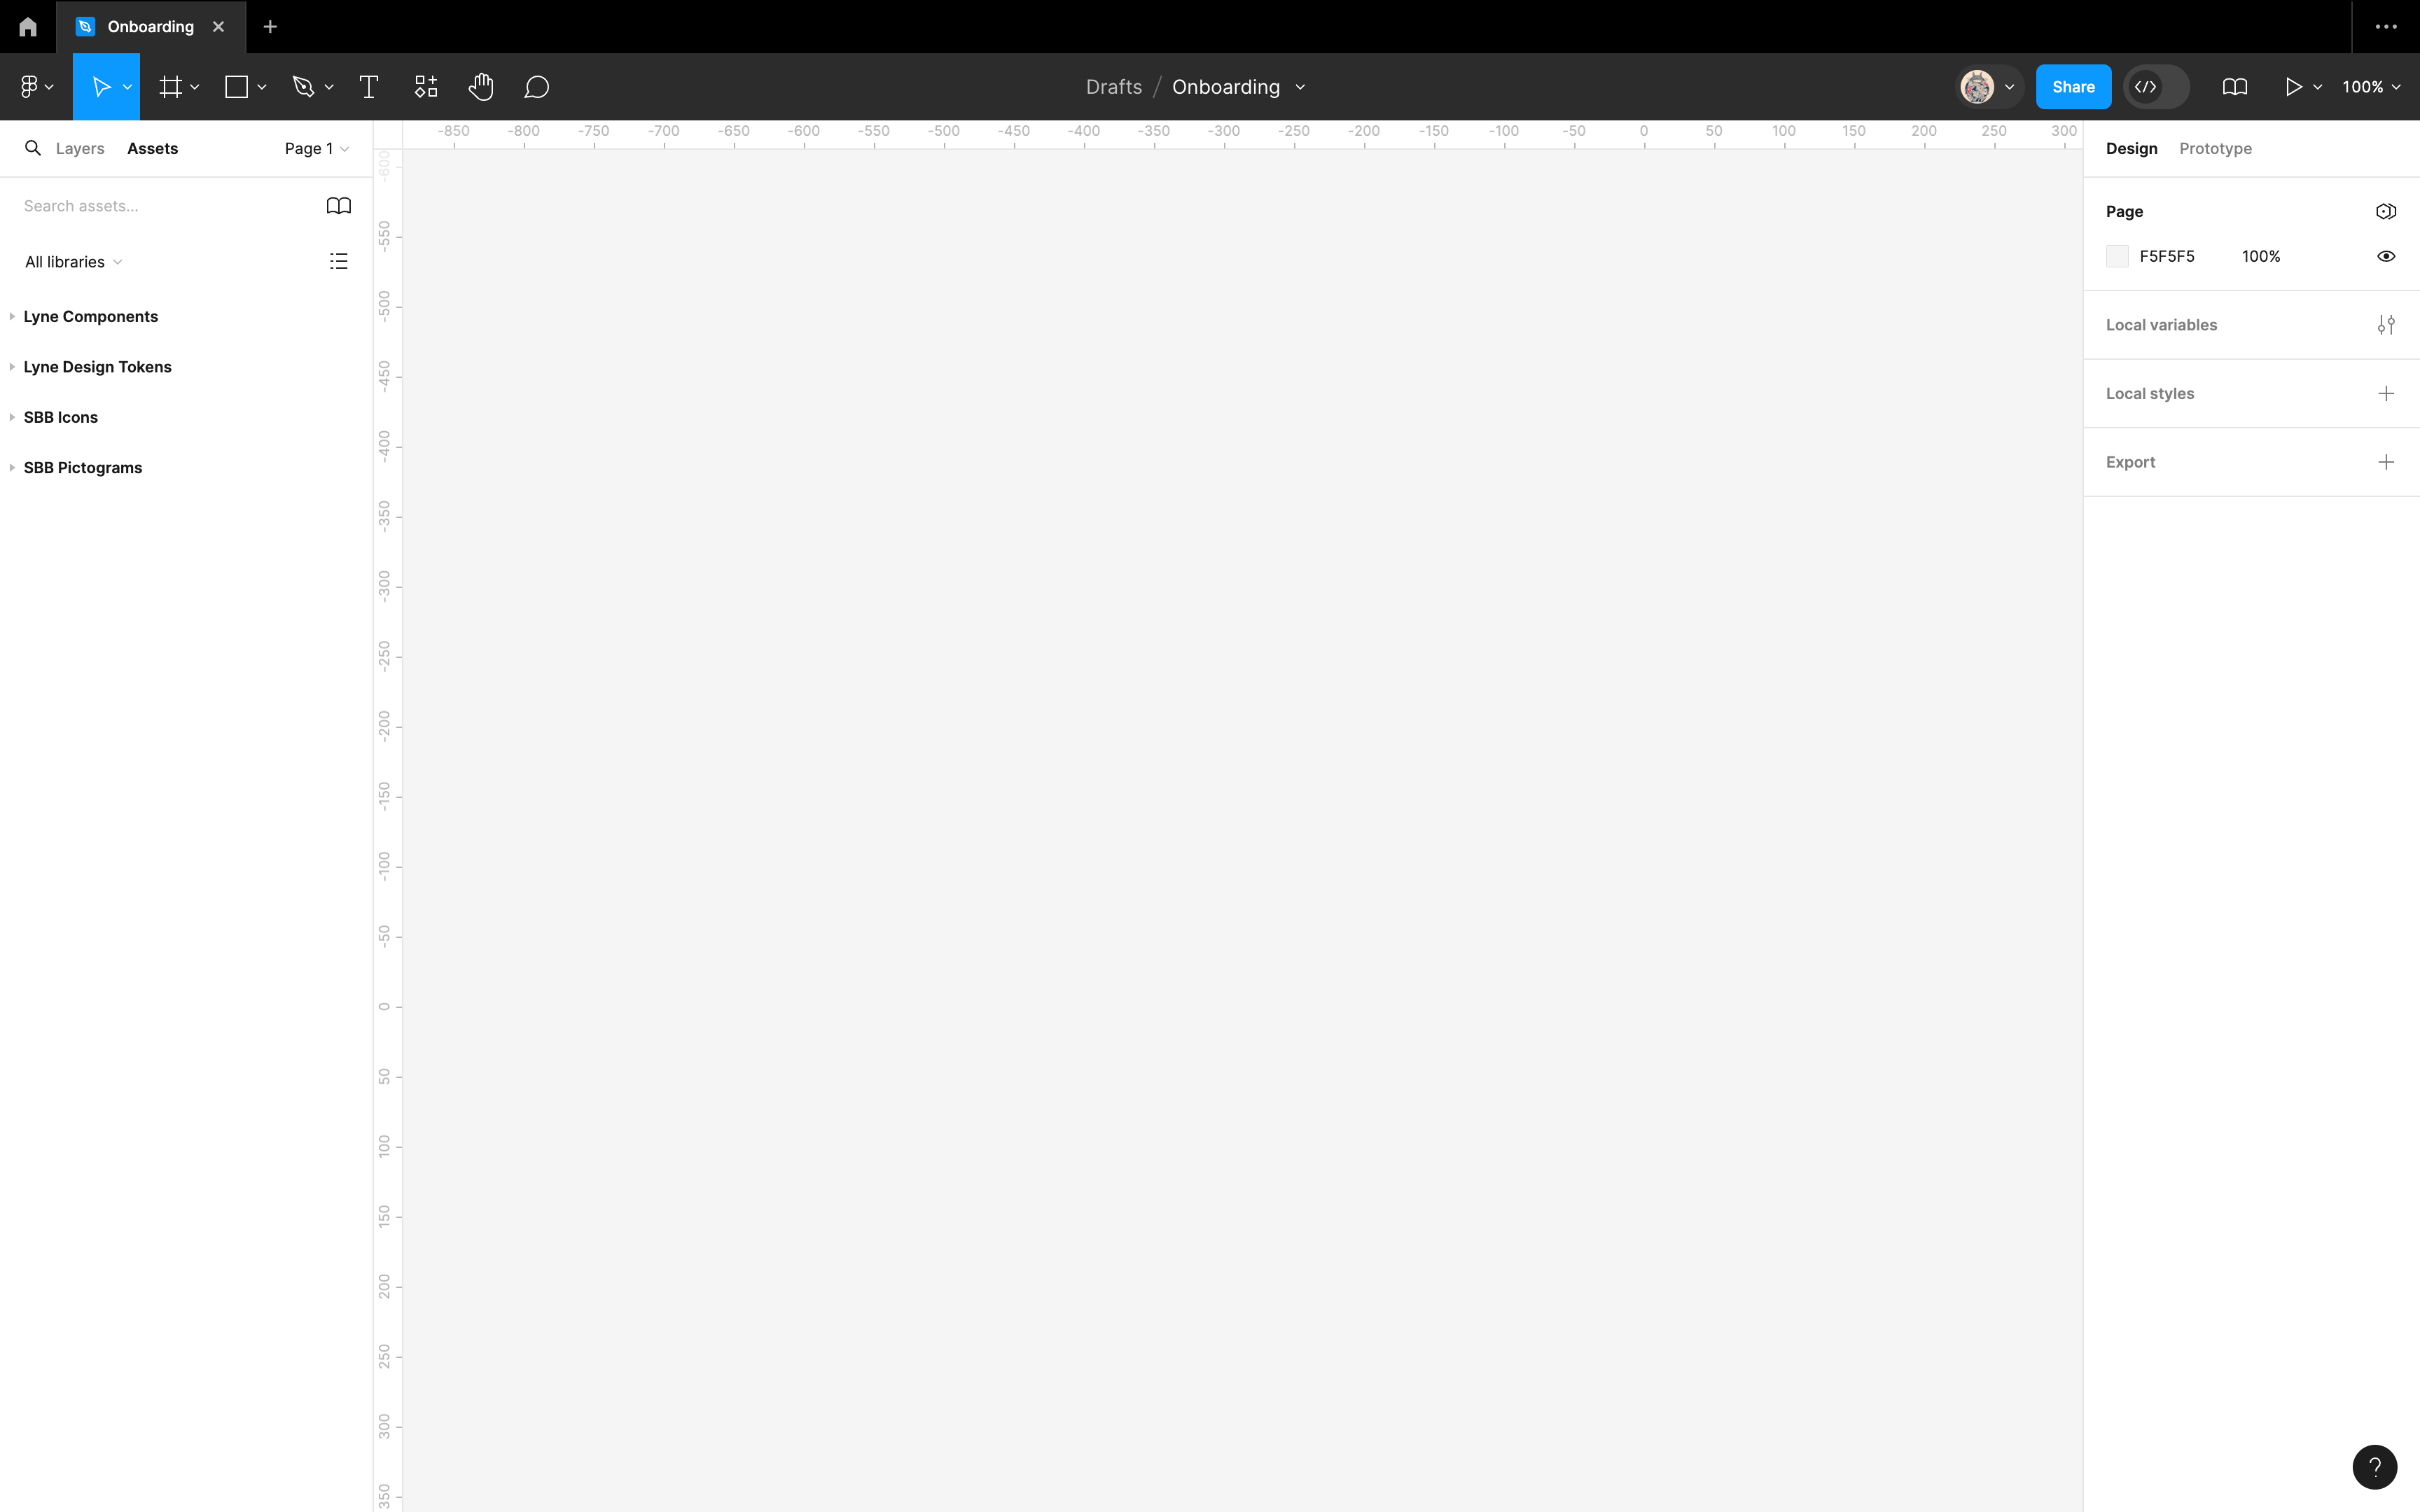 Onboarding
Drafts / Onboarding
Share
100%
Layers Assets Page 1
-850 -800 -750 -700 -650 -600 -550 -500 -450 -400 -350 -300 -250 -200 -150 -100 -50 0 50 100 150 200 250 300
Design Prototype
Search assets...
All libraries
Lyne Components
Lyne Design Tokens
SBB Icons
SBB Pictograms
-600
-550
-500
-450
-400
-350
-300
-250
-200
-150
-100
-50
0
50
100
150
200
250
300
350
Page
F5F5F5 100%
Local variables
Local styles
Export
?